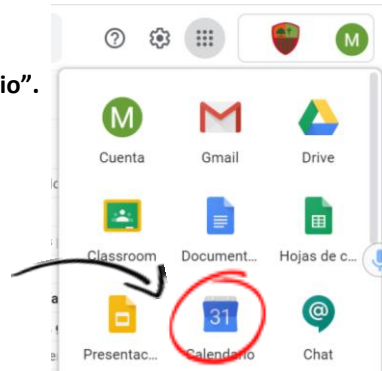 M
io”.
M
Cuenta Gmail Drive
Classroom Document... Hojas de c...
31
Presentac... Calendario Chat